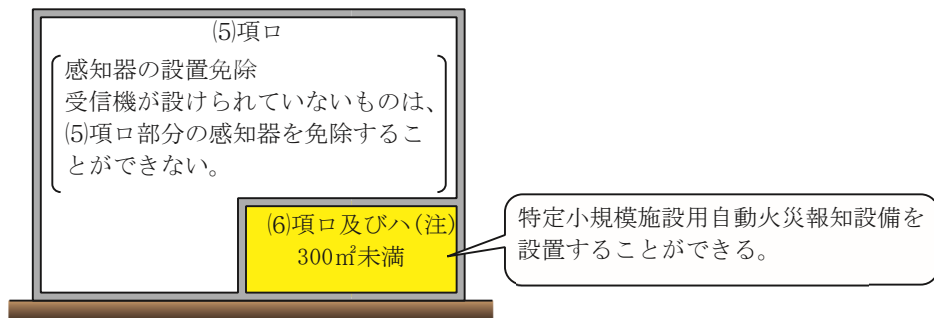 ⑸項ロ
感知器の設置免除
受信機が設けられていないものは、
⑸項ロ部分の感知器を免除するこ
とができない。
⑹項ロ及びハ(注)
300㎡未満
特定小規模施設用自動火災報知設備を
設置することができる。